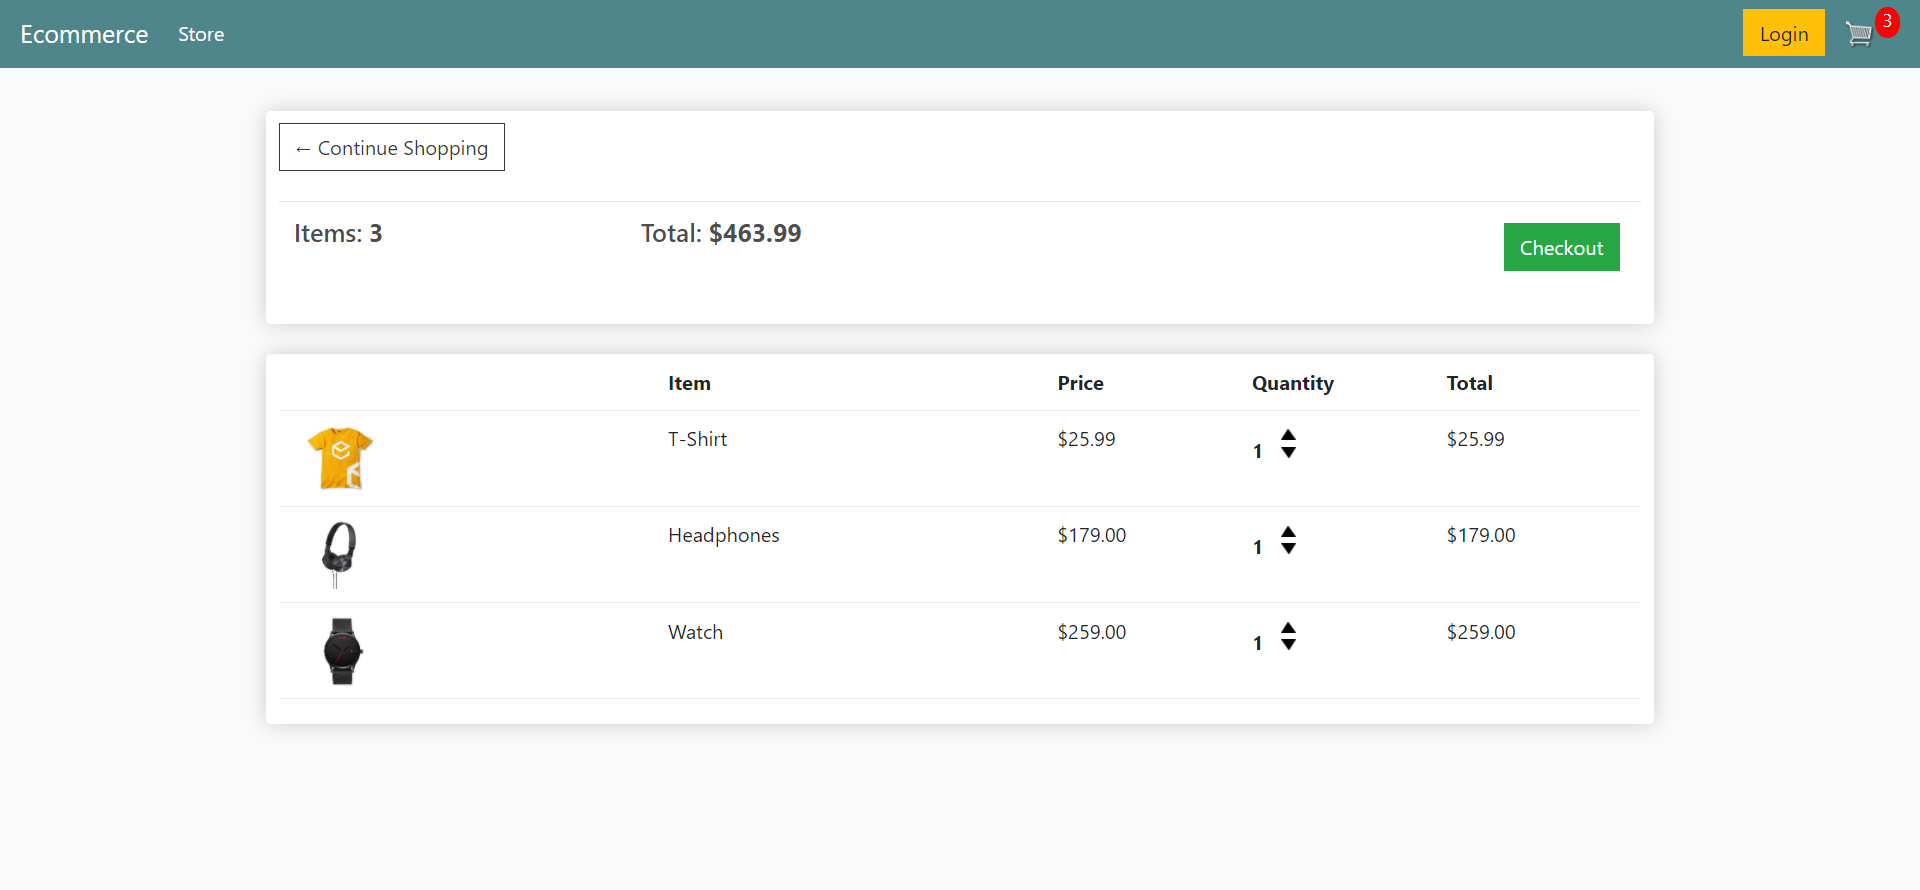 Ecommerce Store Login 3
← Continue Shopping
Items: 3 Total: $463.99 Checkout
Item Price Quantity Total
T-Shirt $25.99 1 $25.99
Headphones $179.00 1 $179.00
Watch $259.00 1 $259.00